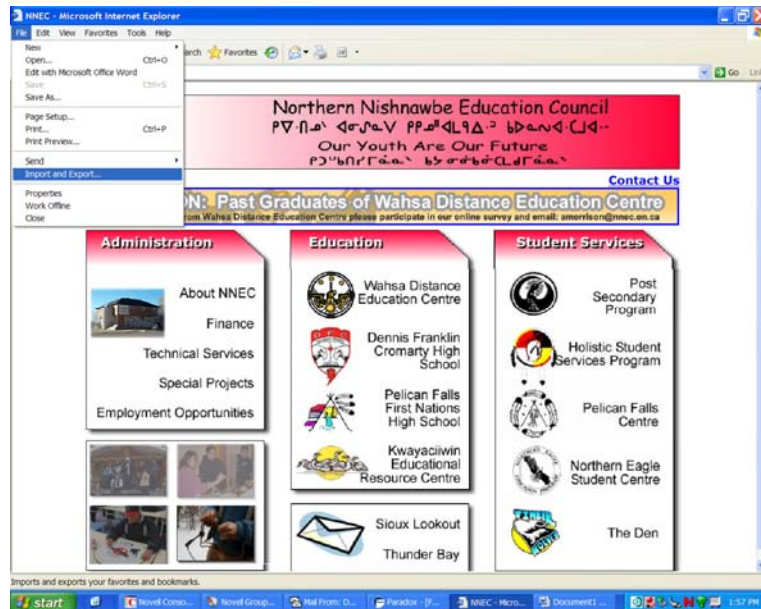 NNEC - Microsoft Internet Explorer
File Edit View Favorites Tools Help
New
Open... Ctrl+O
Edit with Microsoft Office Word
Save Ctrl+S
Save As...
Page Setup...
Print... Ctrl+P
Print Preview...
Send
Import and Export...
Properties
Work Offline
Close
arch Favorites
Go
Northern Nishnawbe Education Council
Our Youth Are Our Future
Contact Us
ON: Past Graduates of Wahsa Distance Education Centre
from Wahsa Distance Education Centre please participate in our online survey and email: amorrison@nnec.on.ca
Administration
About NNEC
Finance
Technical Services
Special Projects
Employment Opportunities
Education
Wahsa Distance
Education Centre
Dennis Franklin
Cromarty High
School
Pelican Falls
First Nations
High School
Kwayaciiwin
Educational
Resource Centre
Sioux Lookout
Thunder Bay
Student Services
Post
Secondary
Program
Holistic Student
Services Program
Pelican Falls
Centre
Northern Eagle
Student Centre
The Den
Imports and exports your favorites and bookmarks.
start
Novel Conso...
Novel Group...
Mail From: D...
Paradox - [F...
NNEC - Micro...
Document1 ...
1:57 PM